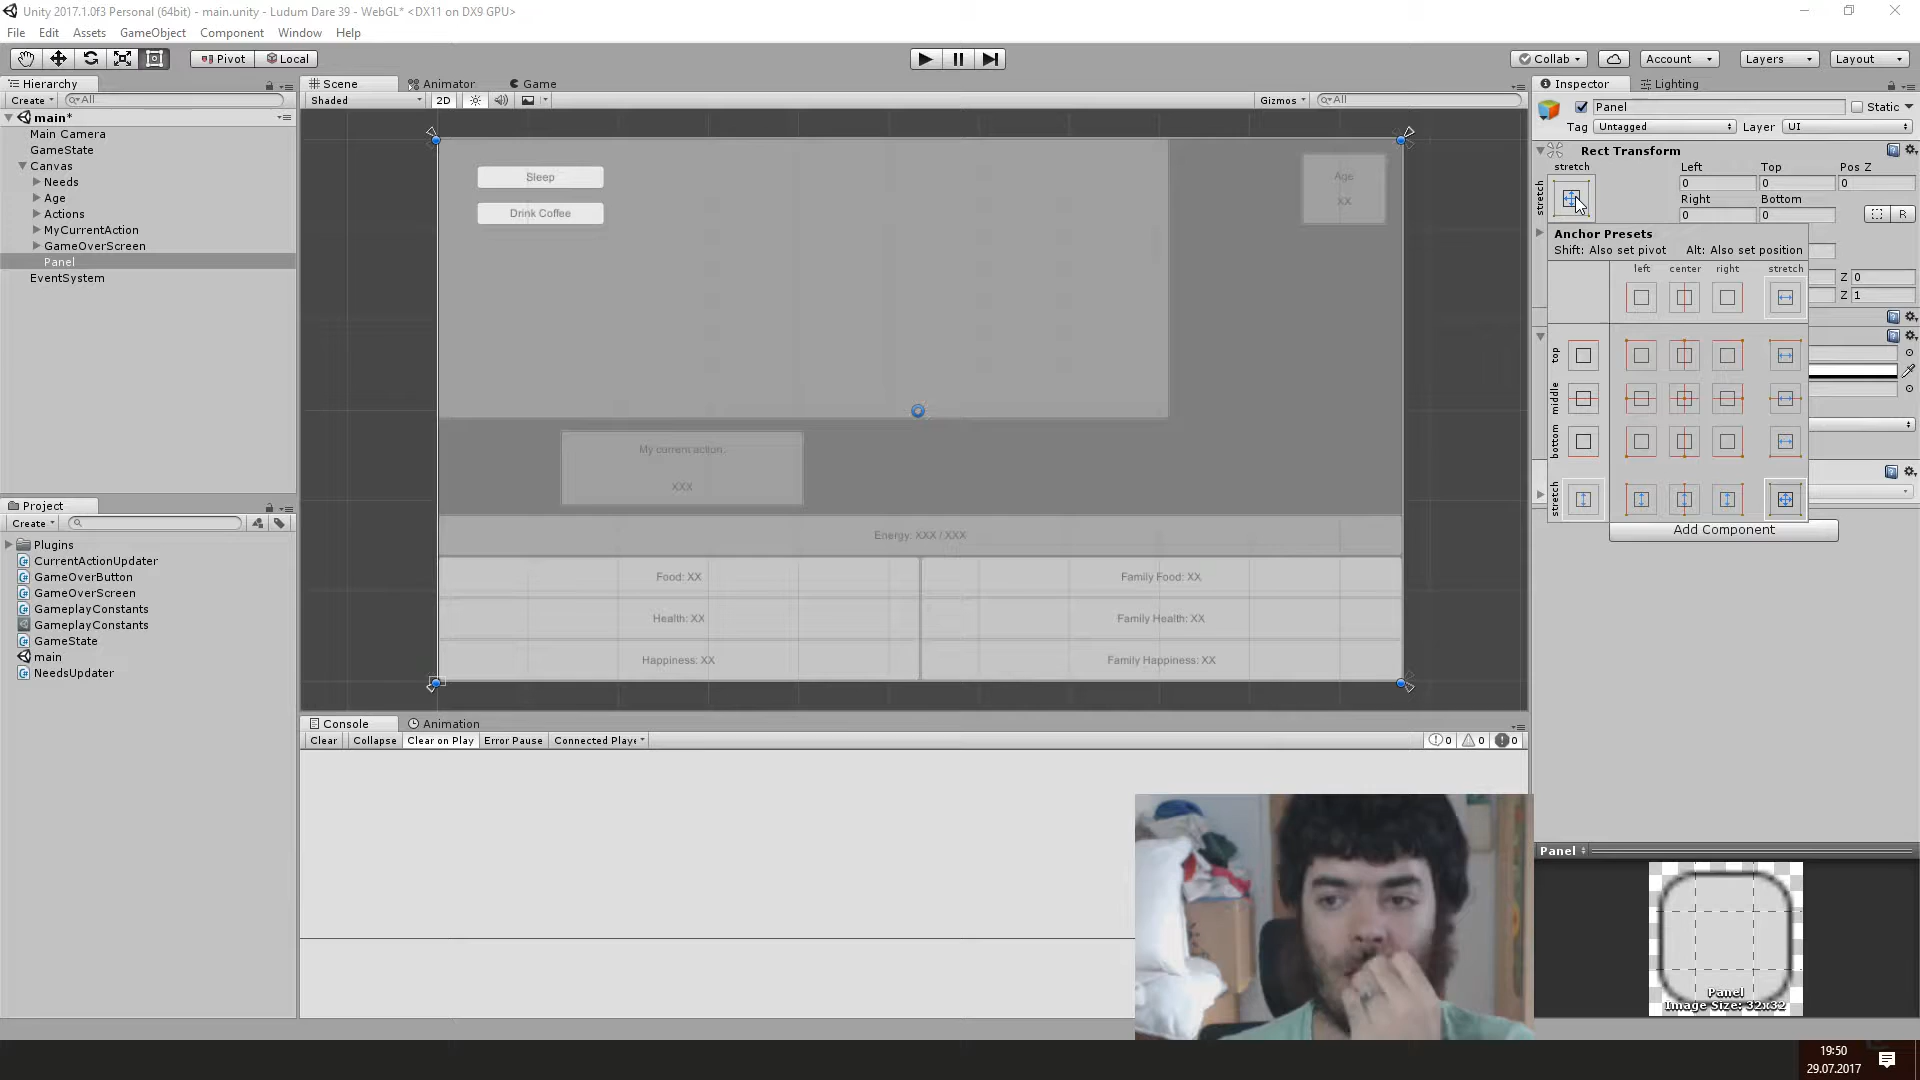 Unity 2017.1.0f3 Personal (64bit) - main.unity - Ludum Dare 39 - WebGL* <DX11 on DX9 GPU>
File Edit Assets GameObject Component Window Help
Pivot Local Collab Account Layers Layout
Hierarchy
Create All
main*
Main Camera
GameState
Canvas
Needs
Age
Actions
MyCurrentAction
GameOverScreen
Panel
EventSystem
Project
Create
Plugins
CurrentActionUpdater
GameOverButton
GameOverScreen
GameplayConstants
GameplayConstants
GameState
main
NeedsUpdater
Scene Animator Game
Shaded 2D Gizmos All
Sleep
Drink Coffee
Age
XX
My current action:
XXX
Energy: XXX / XXX
Food: XX Family Food: XX
Health: XX Family Health: XX
Happiness: XX Family Happiness: XX
Console Animation
Clear Collapse Clear on Play Error Pause Connected Playe 0 0 0
Inspector Lighting
Panel Static
Tag Untagged Layer UI
Rect Transform
stretch Left Top Pos Z
stretch 0 0 0
Right Bottom
0 0 R
Anchor Presets
Shift: Also set pivot Alt: Also set position
left center right stretch
Z 0
Z 1
top
middle
bottom
stretch
Add Component
Panel
Panel
Image Size: 32x32
19:50
29.07.2017